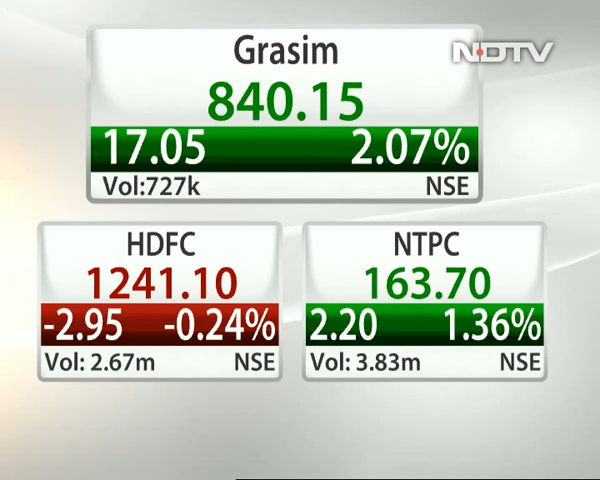 NDTV
Grasim
840.15
17.05 2.07%
Vol:727k NSE
HDFC
1241.10
-2.95 -0.24%
Vol: 2.67m NSE
NTPC
163.70
2.20 1.36%
Vol: 3.83m NSE